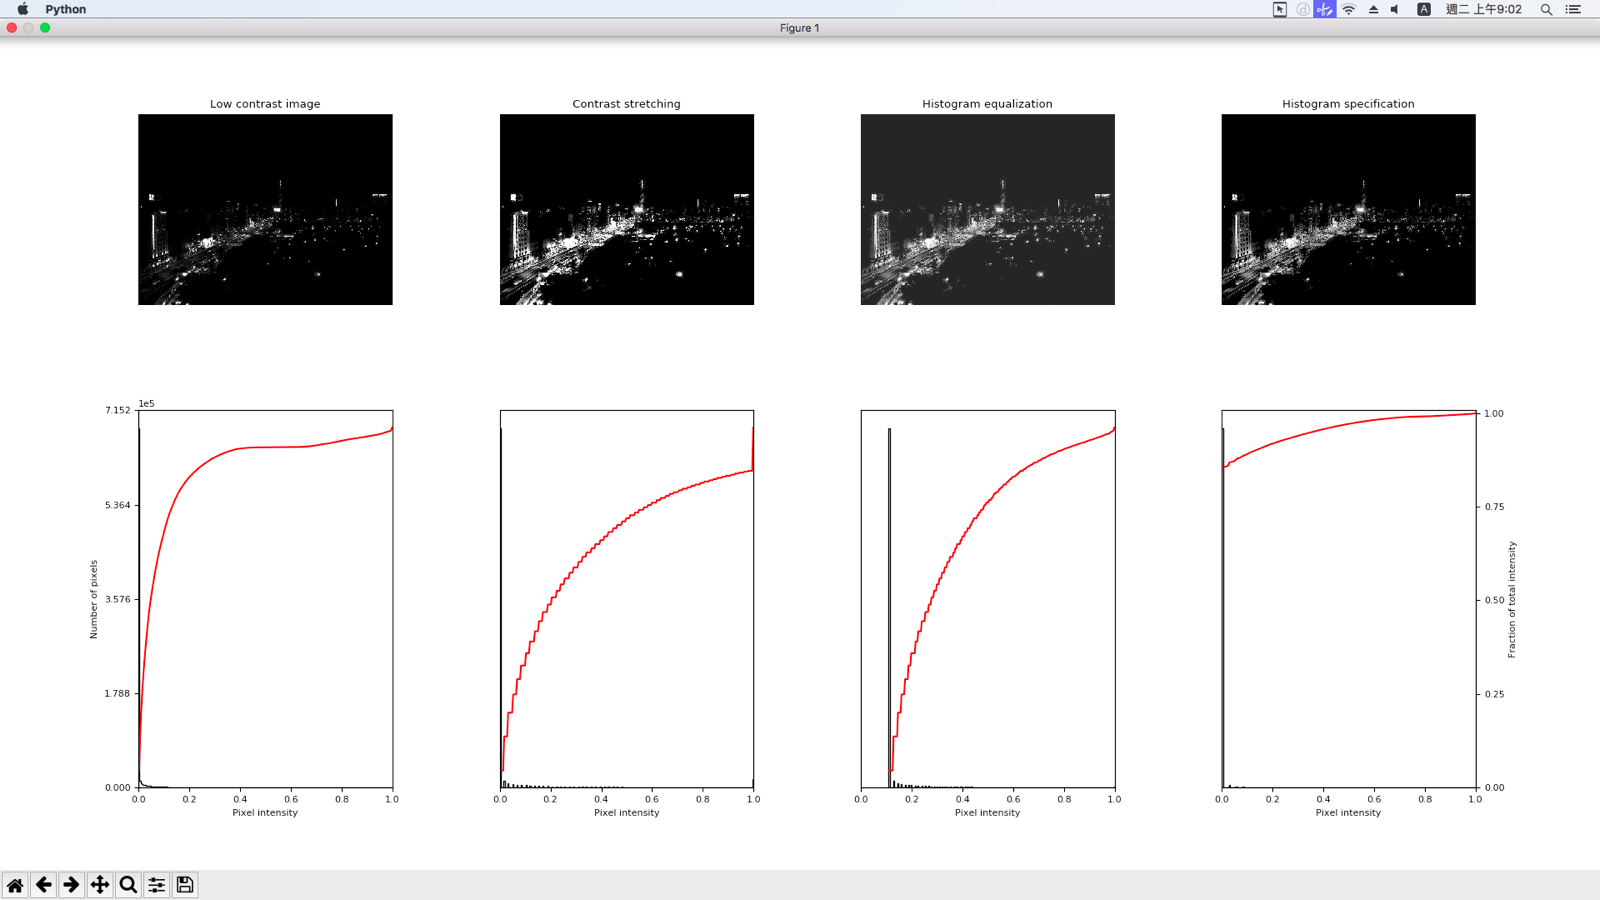 Python
A
週二 上午9:02
Figure 1
Low contrast image
Contrast stretching
Histogram equalization
Histogram specification
1e5
7.152
5.364
3.576
1.788
0.000
Number of pixels
0.0 0.2 0.4 0.6 0.8 1.0
Pixel intensity
0.0 0.2 0.4 0.6 0.8 1.0
Pixel intensity
0.0 0.2 0.4 0.6 0.8 1.0
Pixel intensity
0.0 0.2 0.4 0.6 0.8 1.0
Pixel intensity
1.00
0.75
0.50
0.25
0.00
Fraction of total intensity